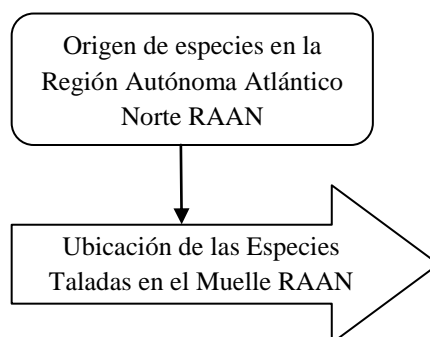 Origen de especies en la
Región Autónoma Atlántico
Norte RAAN
Ubicación de las Especies
Taladas en el Muelle RAAN